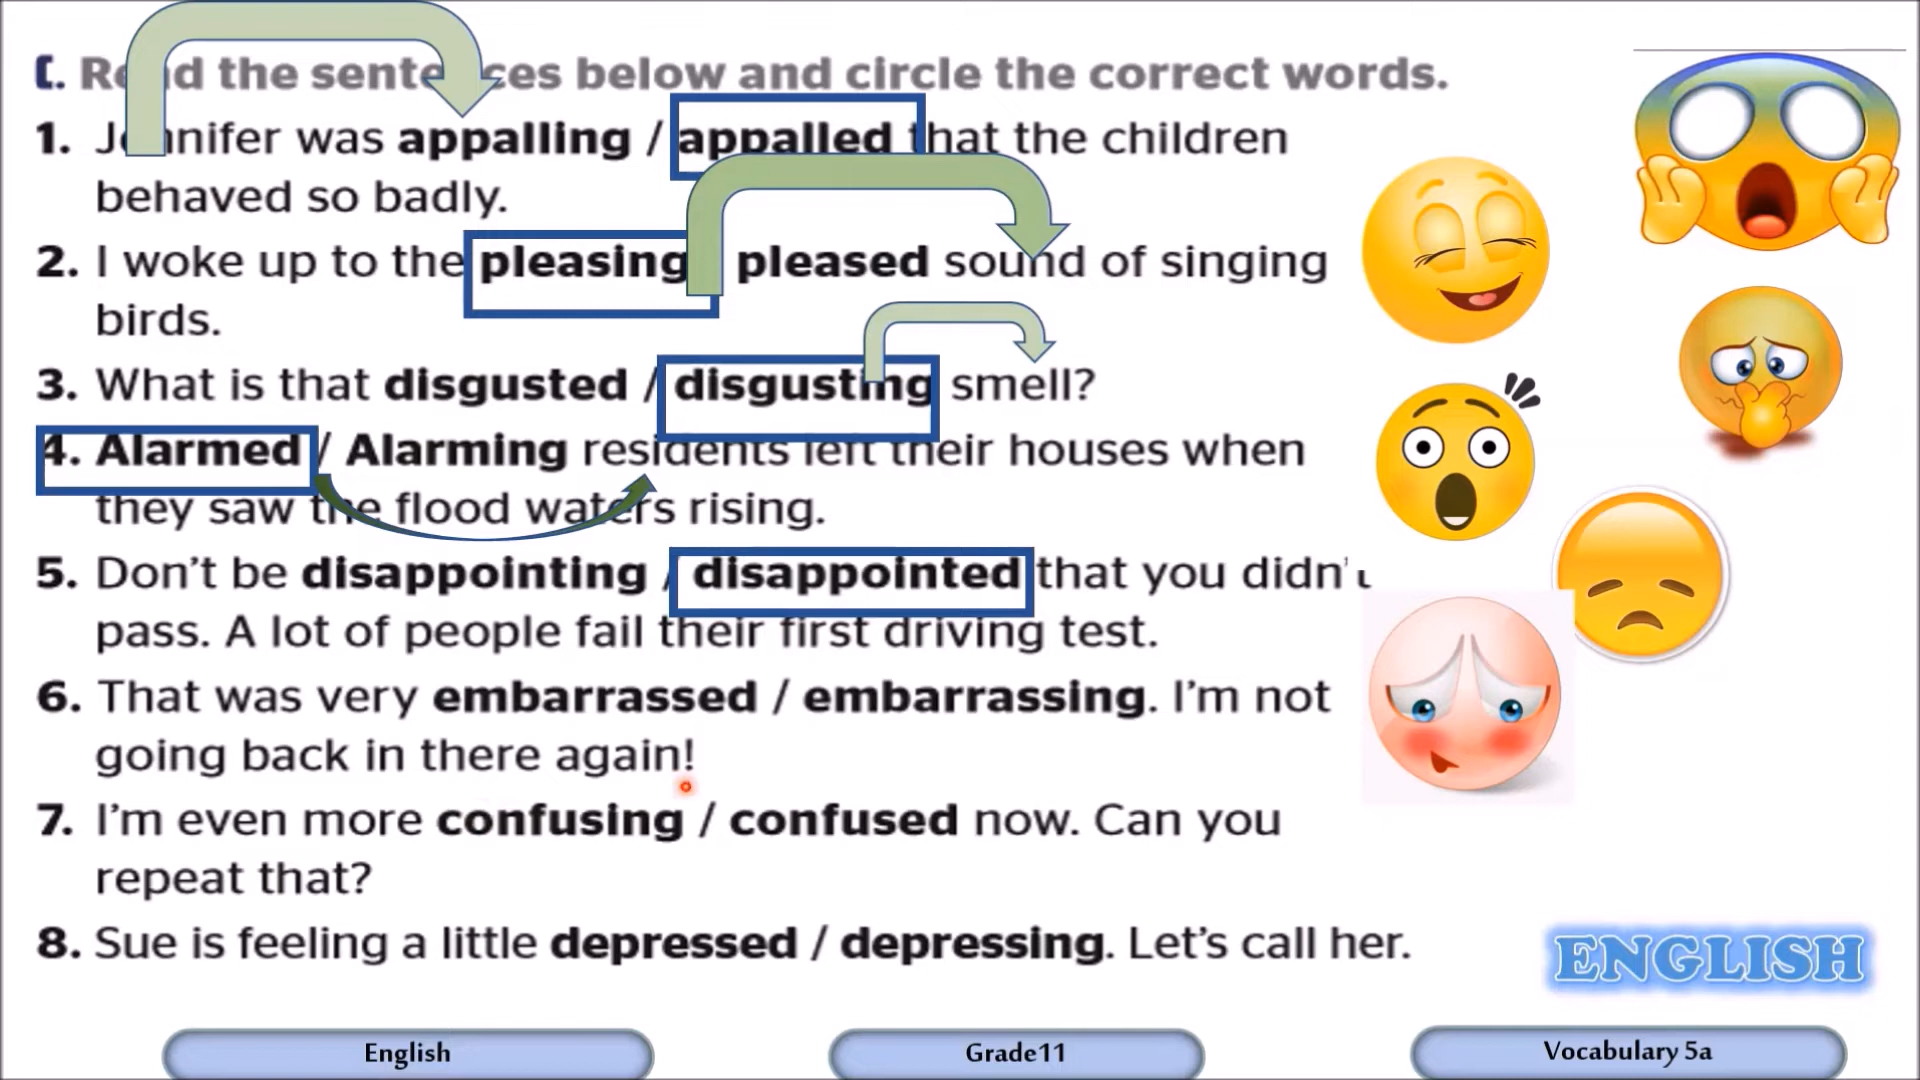 C. Read the sentences below and circle the correct words.
1. Jennifer was appalling / appalled that the children
behaved so badly.
2. I woke up to the pleasing pleased sound of singing
birds.
3. What is that disgusted / disgusting smell?
4. Alarmed / Alarming residents left their houses when
they saw the flood waters rising.
5. Don't be disappointing / disappointed that you didn't
pass. A lot of people fail their first driving test.
6. That was very embarrassed / embarrassing. I'm not
going back in there again!
7. I'm even more confusing / confused now. Can you
repeat that?
8. Sue is feeling a little depressed / depressing. Let's call her.
ENGLISH
English
Grade11
Vocabulary 5a